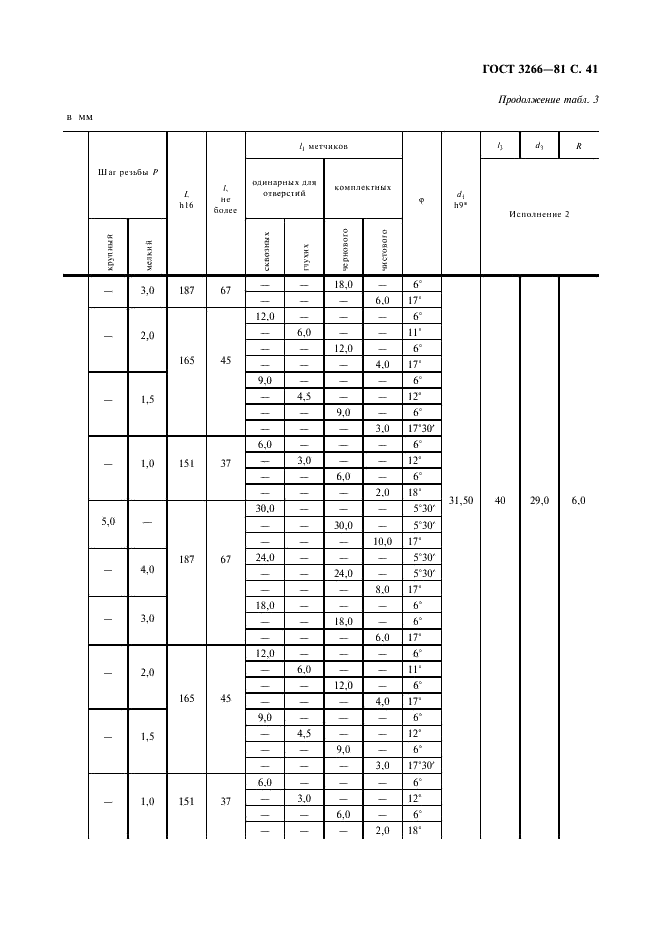 ГОСТ 3266—81 С. 41
Продолжение табл. 3
в мм
Шаг резьбы P
L h16
l, не более
l₁ метчиков
φ
d₁ h9*
l₃
d₃
R
одинарных для отверстий
комплектных
Исполнение 2
крупный
мелкий
сквозных
глухих
чернового
чистового
— 3,0 187 67 — — 18,0 — 6°
— — — 6,0 17°
— 2,0 165 45 12,0 — — — 6°
— 6,0 — — 11°
— — 12,0 — 6°
— — — 4,0 17°
— 1,5 9,0 — — — 6°
— 4,5 — — 12°
— — 9,0 — 6°
— — — 3,0 17°30′
— 1,0 151 37 6,0 — — — 6°
— 3,0 — — 12°
— — 6,0 — 6°
— — — 2,0 18°
31,50 40 29,0 6,0
5,0 — 187 67 30,0 — — — 5°30′
— — 30,0 — 5°30′
— — — 10,0 17°
— 4,0 24,0 — — — 5°30′
— — 24,0 — 5°30′
— — — 8,0 17°
— 3,0 18,0 — — — 6°
— — 18,0 — 6°
— — — 6,0 17°
— 2,0 165 45 12,0 — — — 6°
— 6,0 — — 11°
— — 12,0 — 6°
— — — 4,0 17°
— 1,5 9,0 — — — 6°
— 4,5 — — 12°
— — 9,0 — 6°
— — — 3,0 17°30′
— 1,0 151 37 6,0 — — — 6°
— 3,0 — — 12°
— — 6,0 — 6°
— — — 2,0 18°